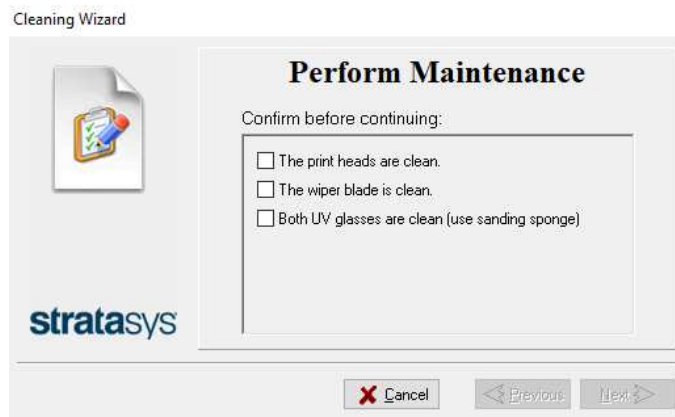 Cleaning Wizard
Perform Maintenance
Confirm before continuing:
The print heads are clean.
The wiper blade is clean.
Both UV glasses are clean (use sanding sponge)
stratasys
Cancel
Previous
Next